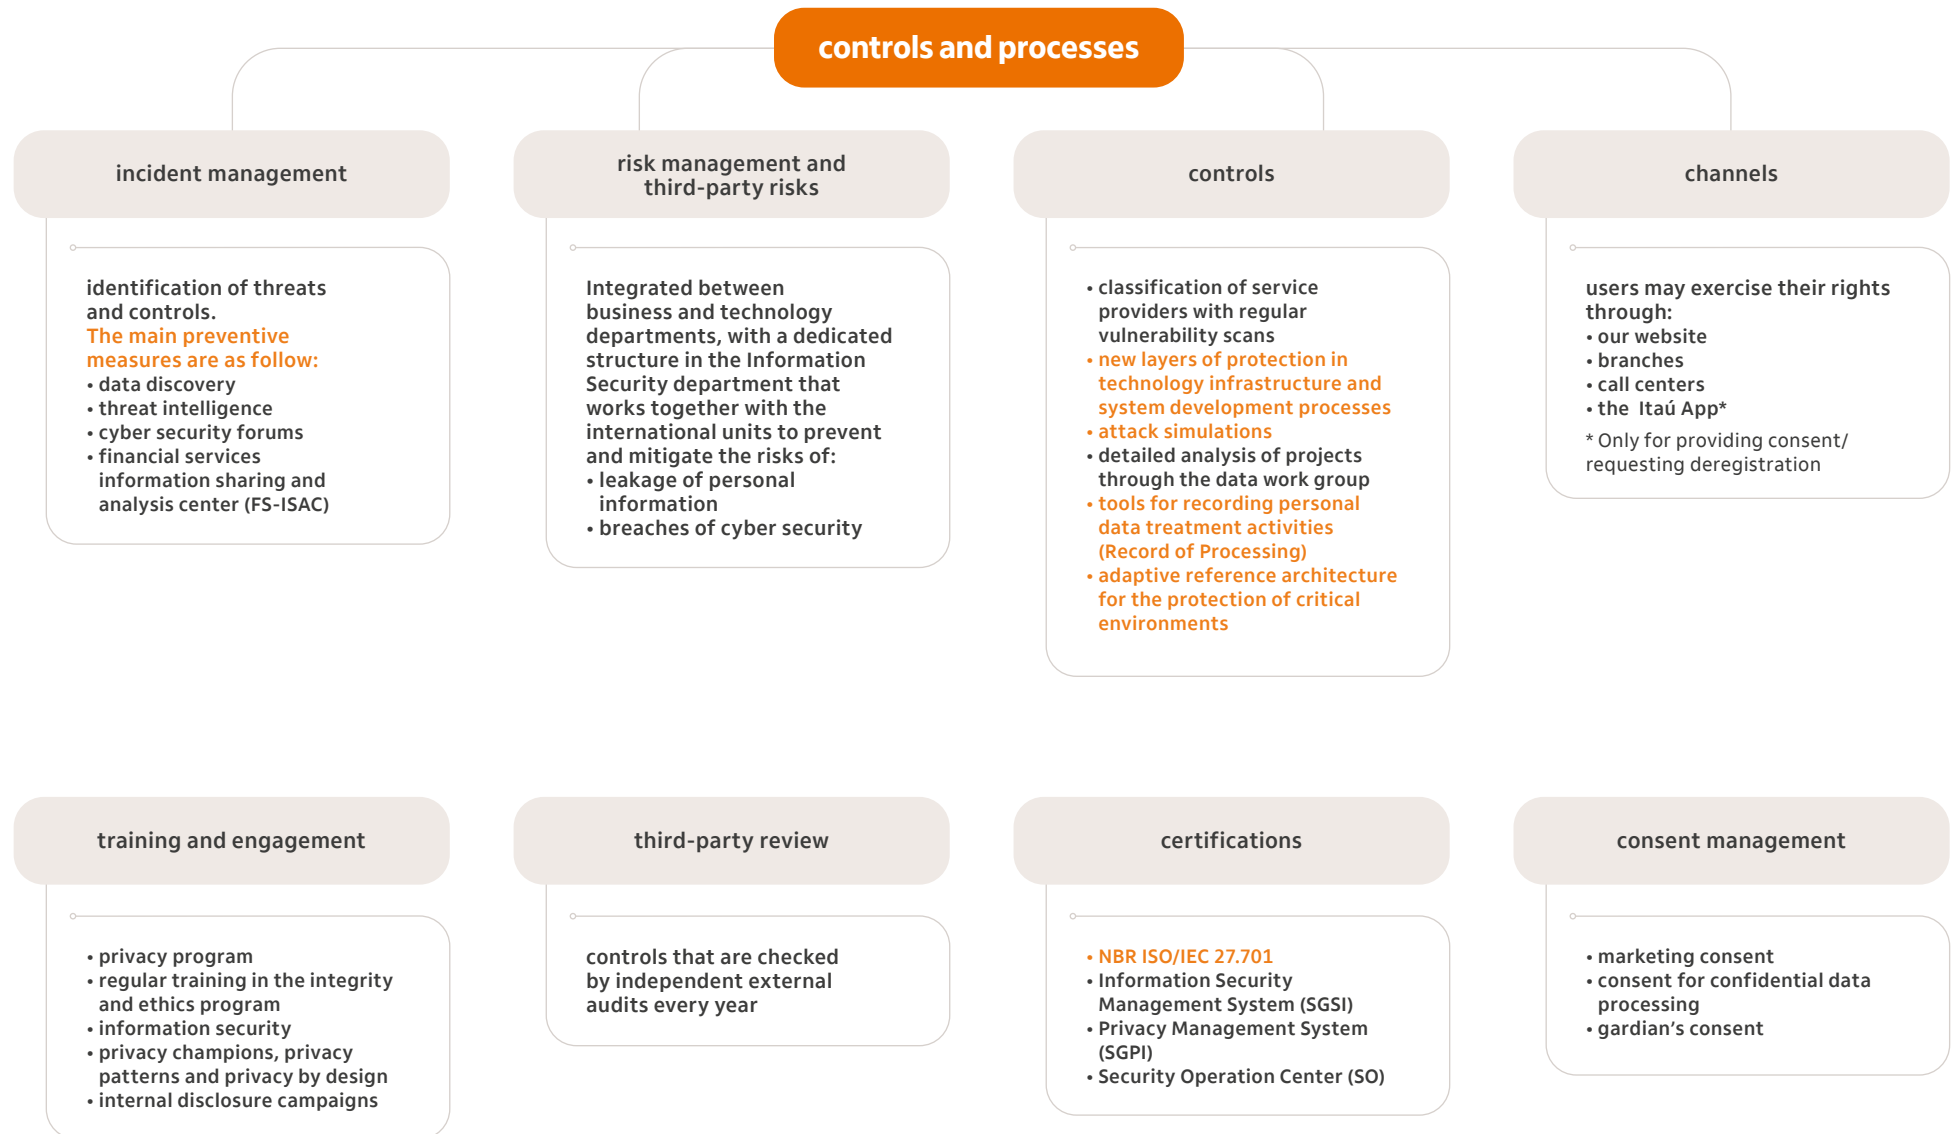 controls and processes
incident management
identification of threats
and controls.
The main preventive
measures are as follow:
• data discovery
• threat intelligence
• cyber security forums
• financial services
information sharing and
analysis center (FS-ISAC)
risk management and
third-party risks
Integrated between
business and technology
departments, with a dedicated
structure in the Information
Security department that
works together with the
international units to prevent
and mitigate the risks of:
• leakage of personal
information
• breaches of cyber security
controls
• classification of service
providers with regular
vulnerability scans
• new layers of protection in
technology infrastructure and
system development processes
• attack simulations
• detailed analysis of projects
through the data work group
• tools for recording personal
data treatment activities
(Record of Processing)
• adaptive reference architecture
for the protection of critical
environments
channels
users may exercise their rights
through:
• our website
• branches
• call centers
• the Itaú App*
* Only for providing consent/
requesting deregistration
training and engagement
• privacy program
• regular training in the integrity
and ethics program
• information security
• privacy champions, privacy
patterns and privacy by design
• internal disclosure campaigns
third-party review
controls that are checked
by independent external
audits every year
certifications
• NBR ISO/IEC 27.701
• Information Security
Management System (SGSI)
• Privacy Management System
(SGPI)
• Security Operation Center (SO)
consent management
• marketing consent
• consent for confidential data
processing
• gardian's consent